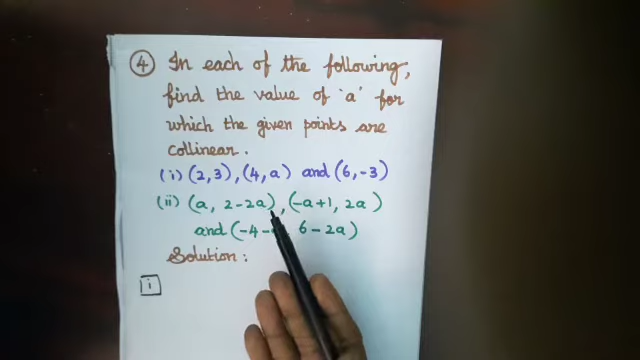 4 In each of the following,
find the value of 'a' for
which the given points are
collinear.
(i) (2,3), (4, a) and (6, -3)
(ii) (a, 2-2a), (-a+1, 2a)
and (-4- 6-2a)
Solution:
i